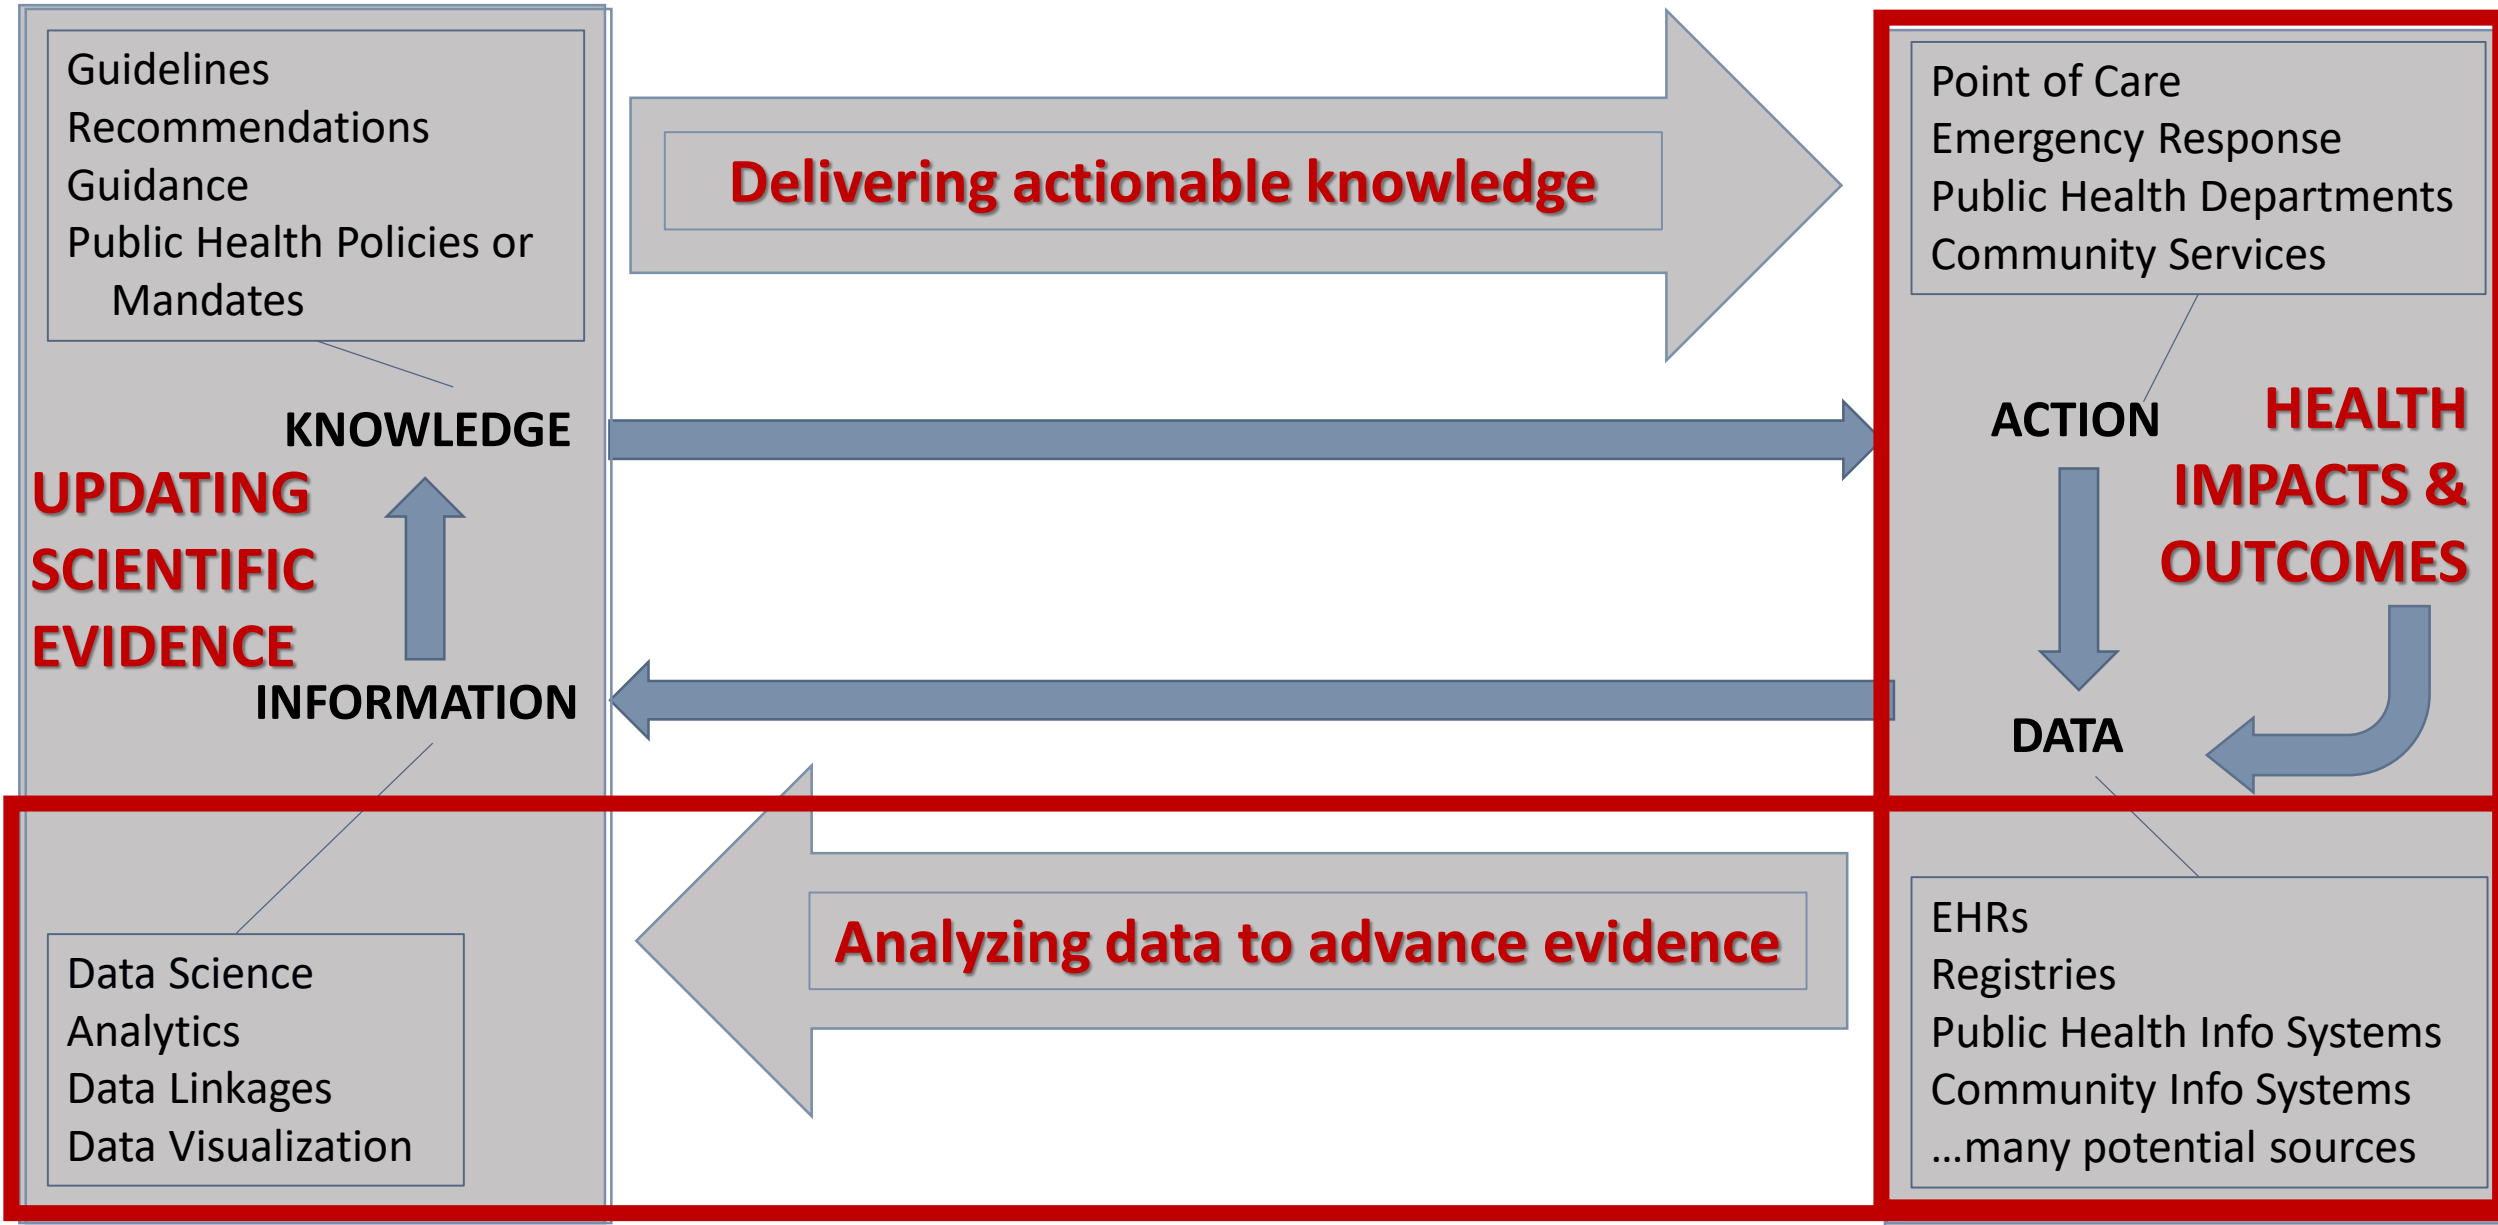 Guidelines
Recommendations
Guidance
Public Health Policies or
Mandates
Delivering actionable knowledge
Point of Care
Emergency Response
Public Health Departments
Community Services
KNOWLEDGE
UPDATING
SCIENTIFIC
EVIDENCE
INFORMATION
ACTION
HEALTH
IMPACTS &
OUTCOMES
DATA
Data Science
Analytics
Data Linkages
Data Visualization
Analyzing data to advance evidence
EHRs
Registries
Public Health Info Systems
Community Info Systems
...many potential sources